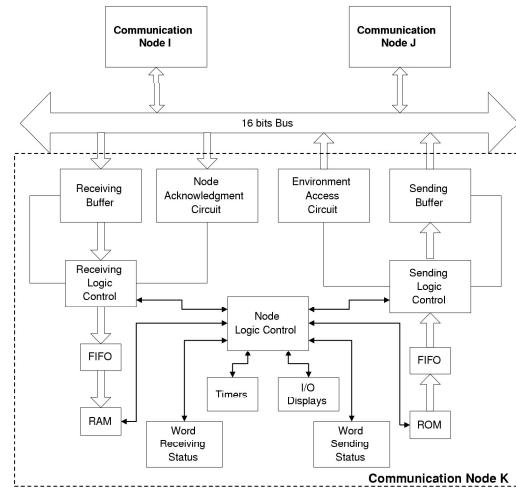 Communication
Node I
Communication
Node J
16 bits Bus
Receiving
Buffer
Node
Acknowledgment
Circuit
Environment
Access
Circuit
Sending
Buffer
Receiving
Logic
Control
Sending
Logic
Control
Node
Logic Control
FIFO
FIFO
Timers
I/O
Displays
RAM
ROM
Word
Receiving
Status
Word
Sending
Status
Communication Node K